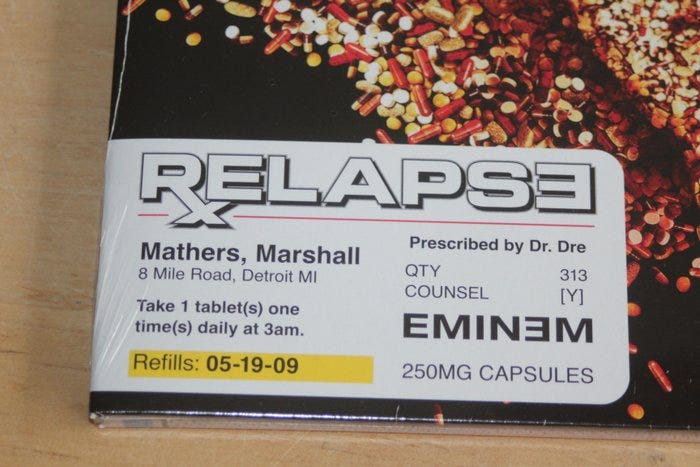 RELAPSE
Mathers, Marshall
8 Mile Road, Detroit MI
Take 1 tablet(s) one
time(s) daily at 3am.
Refills: 05-19-09
Prescribed by Dr. Dre
QTY 313
COUNSEL [Y]
EMINEM
250MG CAPSULES